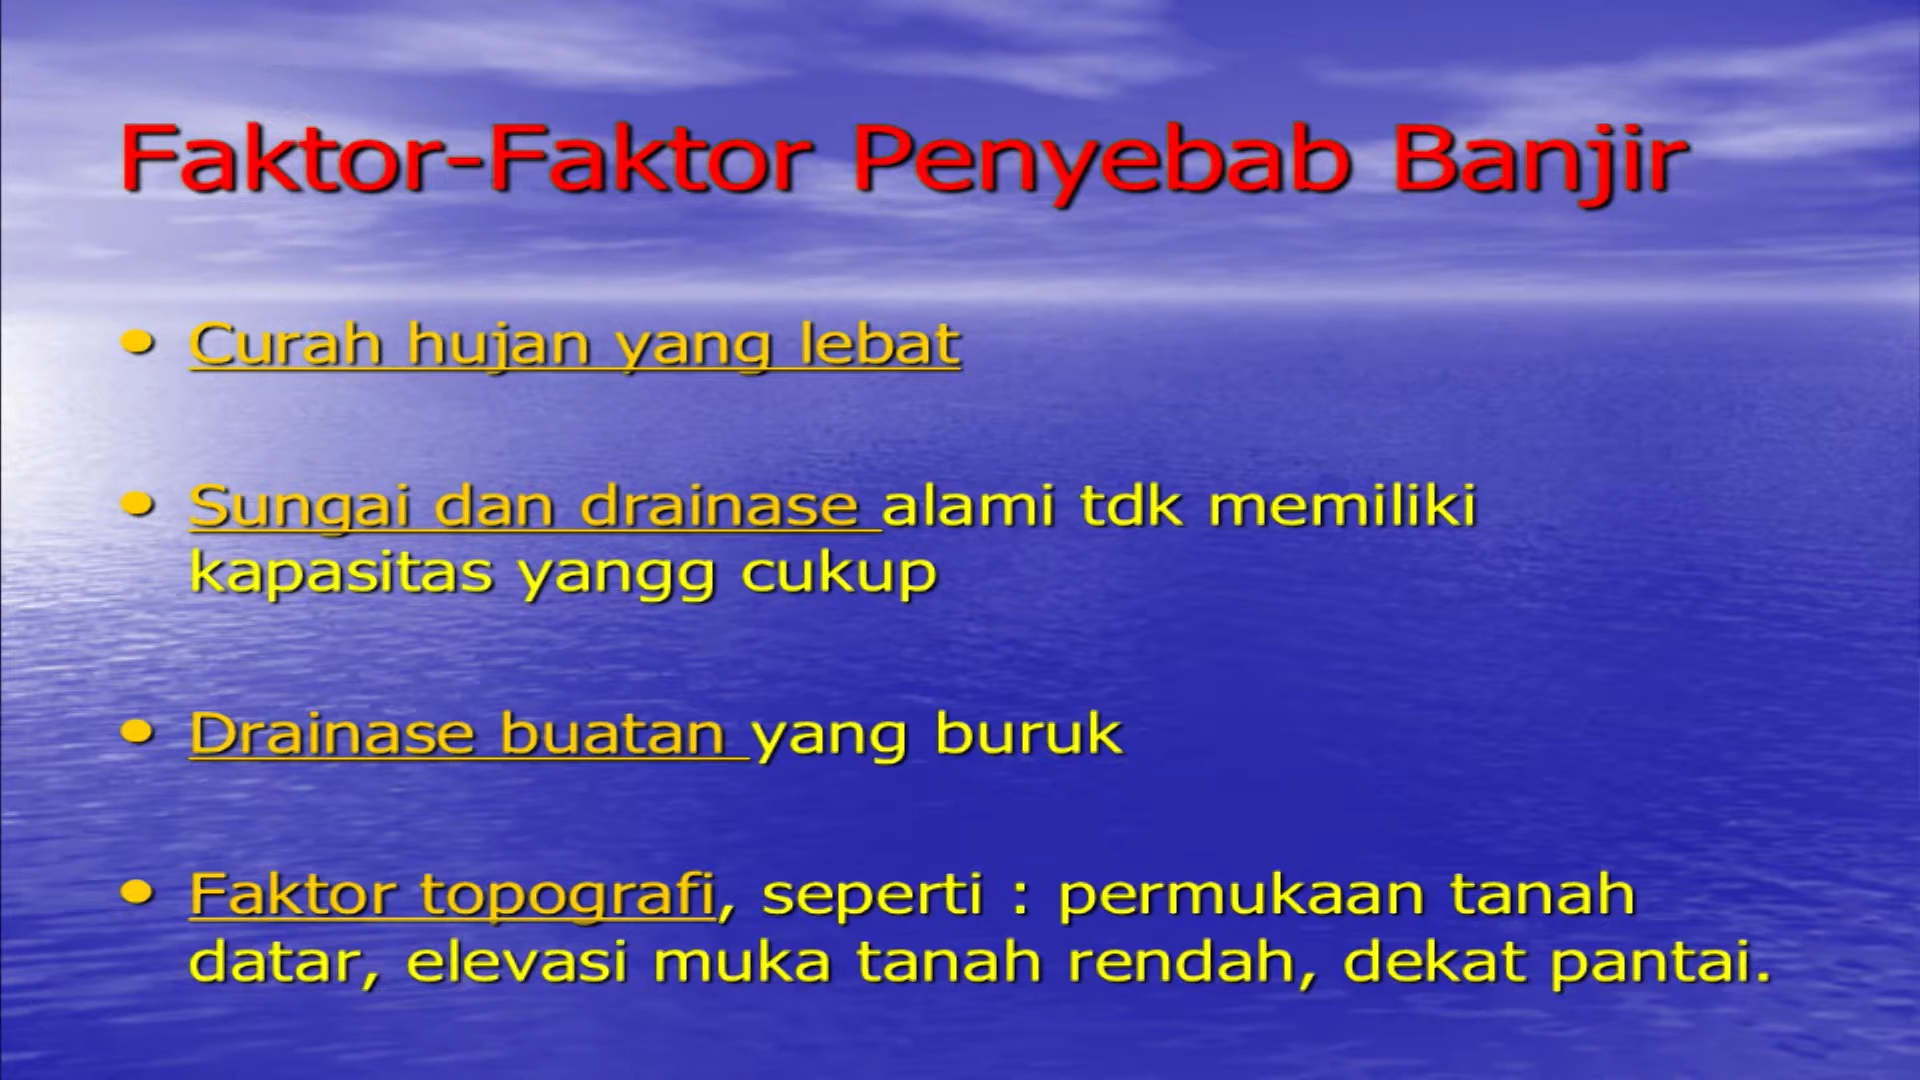 Faktor-Faktor Penyebab Banjir
• Curah hujan yang lebat
• Sungai dan drainase alami tdk memiliki
kapasitas yangg cukup
• Drainase buatan yang buruk
• Faktor topografi, seperti : permukaan tanah
datar, elevasi muka tanah rendah, dekat pantai.